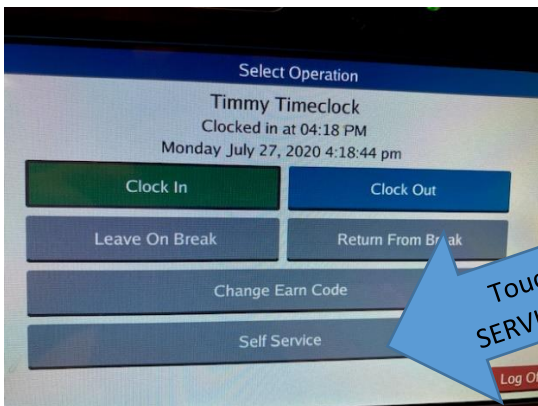 Select Operation
Timmy Timeclock
Clocked in at 04:18 PM
Monday July 27, 2020 4:18:44 pm
Clock In
Clock Out
Leave On Break
Return From Break
Change Earn Code
Self Service
Log